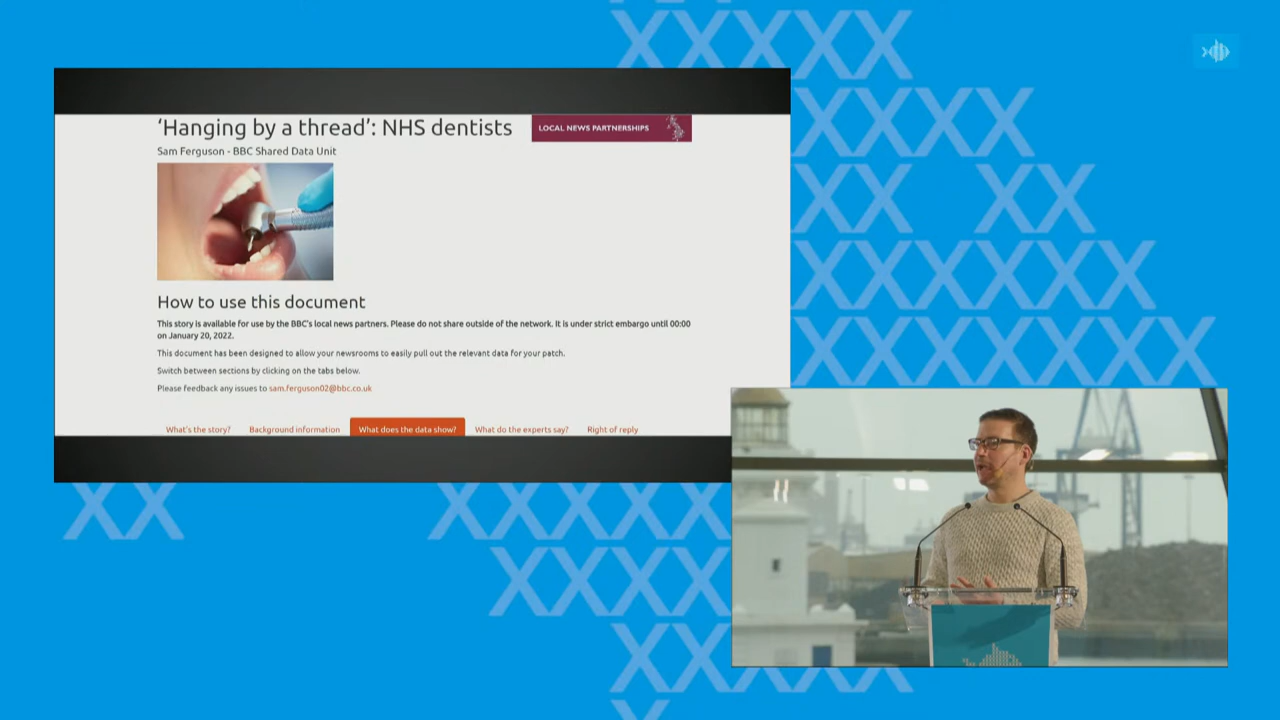 'Hanging by a thread': NHS dentists
LOCAL NEWS PARTNERSHIPS
Sam Ferguson - BBC Shared Data Unit
How to use this document
This story is available for use by the BBC's local news partners. Please do not share outside of the network. It is under strict embargo until 00:00
on January 20, 2022.
This document has been designed to allow your newsrooms to easily pull out the relevant data for your patch.
Switch between sections by clicking on the tabs below.
Please feedback any issues to sam.ferguson02@bbc.co.uk
What's the story? Background information What does the data show? What do the experts say? Right of reply